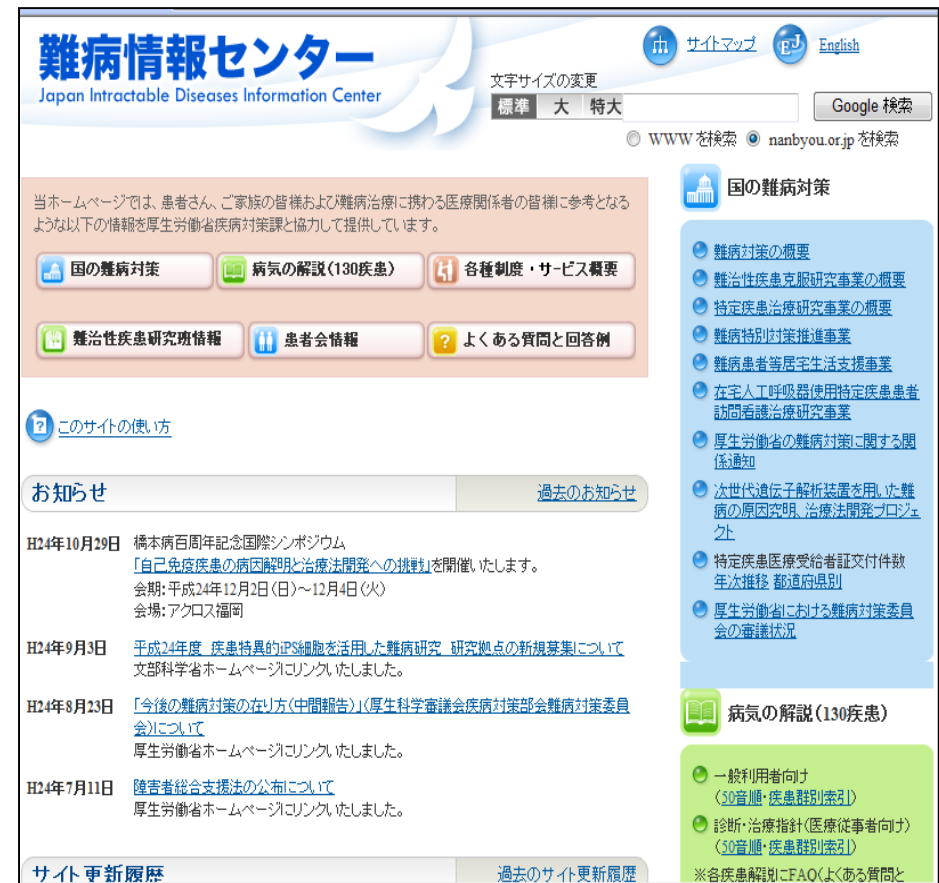 難病情報センター
Japan Intractable Diseases Information Center
サイトマップ
English
文字サイズの変更
標準 大 特大
Google 検索
WWW を検索 nanbyou.or.jp を検索
当ホームページでは、患者さん、ご家族の皆様および難病治療に携わる医療関係者の皆様に参考となる
ような以下の情報を厚生労働省疾病対策課と協力して提供しています。
国の難病対策
病気の解説(130疾患)
各種制度・サービス概要
難治性疾患研究班情報
患者会情報
よくある質問と回答例
このサイトの使い方
お知らせ
過去のお知らせ
H24年10月29日 橋本病百周年記念国際シンポジウム
「自己免疫疾患の病因解明と治療法開発への挑戦」を開催いたします。
会期:平成24年12月2日(日)~12月4日(火)
会場:アクロス福岡
H24年9月3日 平成24年度 疾患特異的iPS細胞を活用した難病研究 研究拠点の新規募集について
文部科学省ホームページにリンクいたしました。
H24年8月23日 「今後の難病対策の在り方(中間報告)」(厚生科学審議会疾病対策部会難病対策委員
会)について
厚生労働省ホームページにリンクいたしました。
H24年7月11日 障害者総合支援法の公布について
厚生労働省ホームページにリンクいたしました。
サイト更新履歴
過去のサイト更新履歴
国の難病対策
難病対策の概要
難治性疾患克服研究事業の概要
特定疾患治療研究事業の概要
難病特別対策推進事業
難病患者等居宅生活支援事業
在宅人工呼吸器使用特定疾患患者
訪問看護治療研究事業
厚生労働省の難病対策に関する関
係通知
次世代遺伝子解析装置を用いた難
病の原因究明、治療法開発プロジェ
クト
特定疾患医療受給者証交付件数
年次推移 都道府県別
厚生労働省における難病対策委員
会の審議状況
病気の解説(130疾患)
一般利用者向け
(50音順・疾患群別索引)
診断・治療指針(医療従事者向け)
(50音順・疾患群別索引)
※各疾患解説にFAQ(よくある質問と